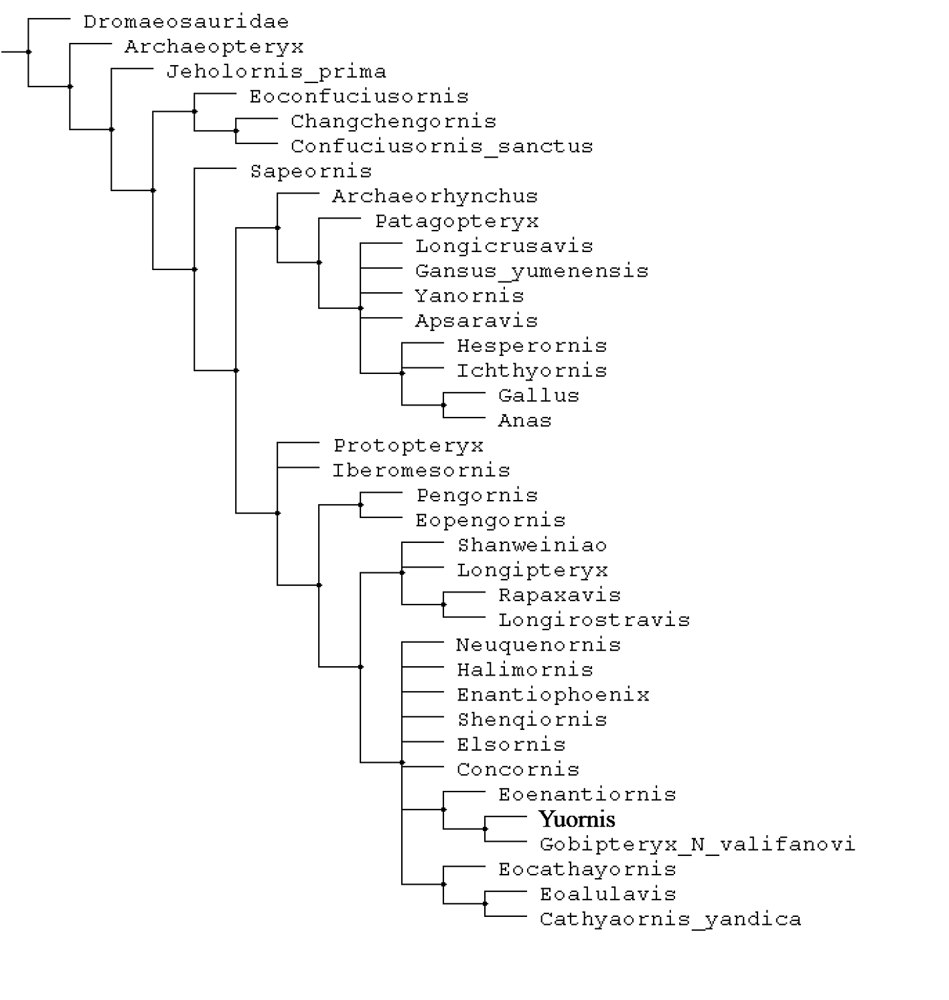 Dromaeosauridae
Archaeopteryx
Jeholornis_prima
Eoconfuciusornis
Changchengornis
Confuciusornis_sanctus
Sapeornis
Archaeorhynchus
Patagopteryx
Longicrusavis
Gansus_yumenensis
Yanornis
Apsaravis
Hesperornis
Ichthyornis
Gallus
Anas
Protopteryx
Iberomesornis
Pengornis
Eopengornis
Shanweiniao
Longipteryx
Rapaxavis
Longirostravis
Neuquenornis
Halimornis
Enantiophoenix
Shenqiornis
Elsornis
Concornis
Eoenantiornis
Yuornis
Gobipteryx_N_valifanovi
Eocathayornis
Eoalulavis
Cathyaornis_yandica